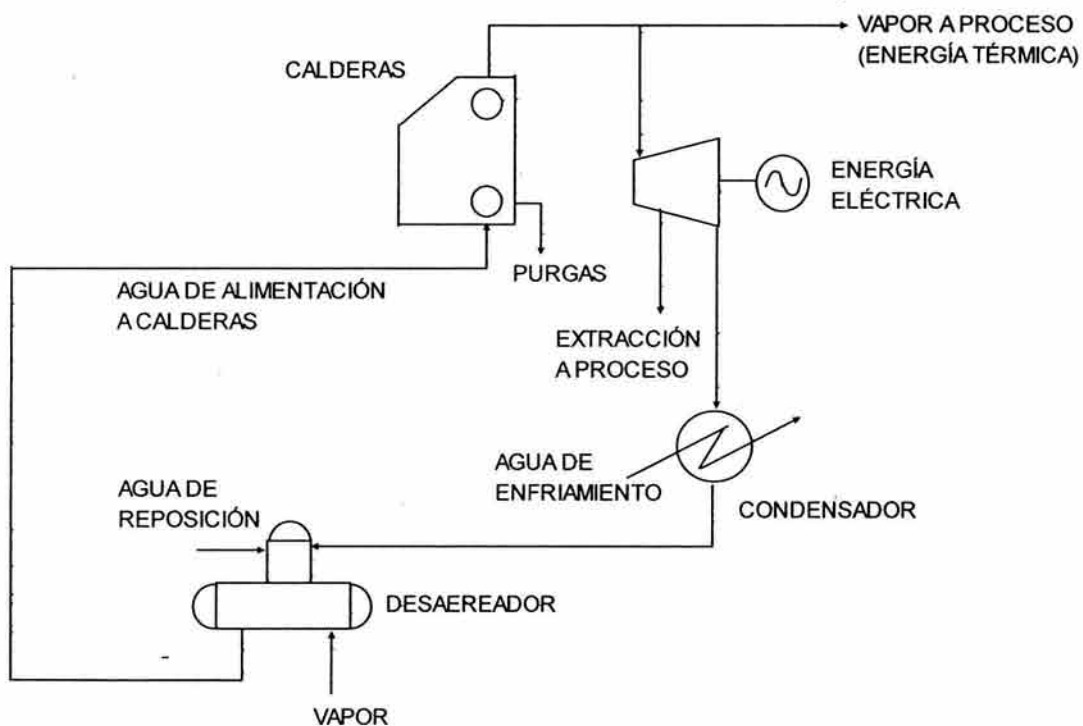 VAPOR A PROCESO
(ENERGÍA TÉRMICA)
CALDERAS
ENERGÍA
ELÉCTRICA
PURGAS
AGUA DE ALIMENTACIÓN
A CALDERAS
EXTRACCIÓN
A PROCESO
AGUA DE
ENFRIAMIENTO
CONDENSADOR
AGUA DE
REPOSICIÓN
DESAEREADOR
VAPOR